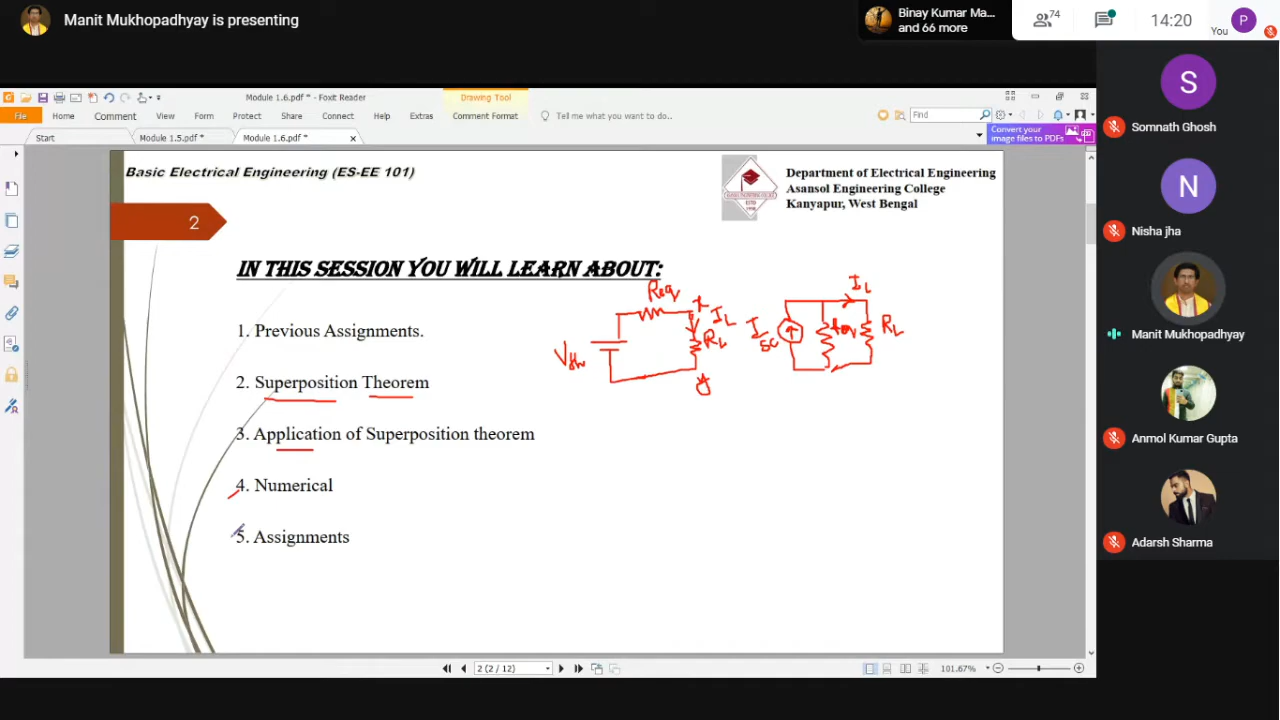 Manit Mukhopadhyay is presenting
Binay Kumar Ma...
and 66 more
74
14:20
You
P
Module 1.6.pdf * - Foxit Reader
Drawing Tool
File
Home
Comment
View
Form
Protect
Share
Connect
Help
Extras
Comment Format
Tell me what you want to do..
Find
Start
Module 1.5.pdf *
Module 1.6.pdf *
Convert your
image files to PDFs
Basic Electrical Engineering (ES-EE 101)
Department of Electrical Engineering
Asansol Engineering College
Kanyapur, West Bengal
2
IN THIS SESSION YOU WILL LEARN ABOUT:
1. Previous Assignments.
2. Superposition Theorem
3. Application of Superposition theorem
4. Numerical
5. Assignments
Req
x
IL
RL
Vth
y
IL
Isc
req
RL
2 (2 / 12)
101.67%
S
Somnath Ghosh
N
Nisha jha
Manit Mukhopadhyay
Anmol Kumar Gupta
Adarsh Sharma